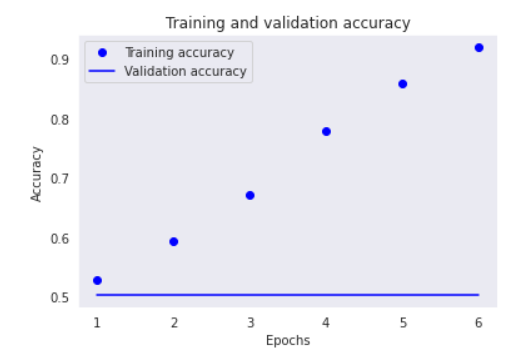 Training and validation accuracy
Training accuracy
Validation accuracy
0.9
0.8
0.7
0.6
0.5
Accuracy
1 2 3 4 5 6
Epochs